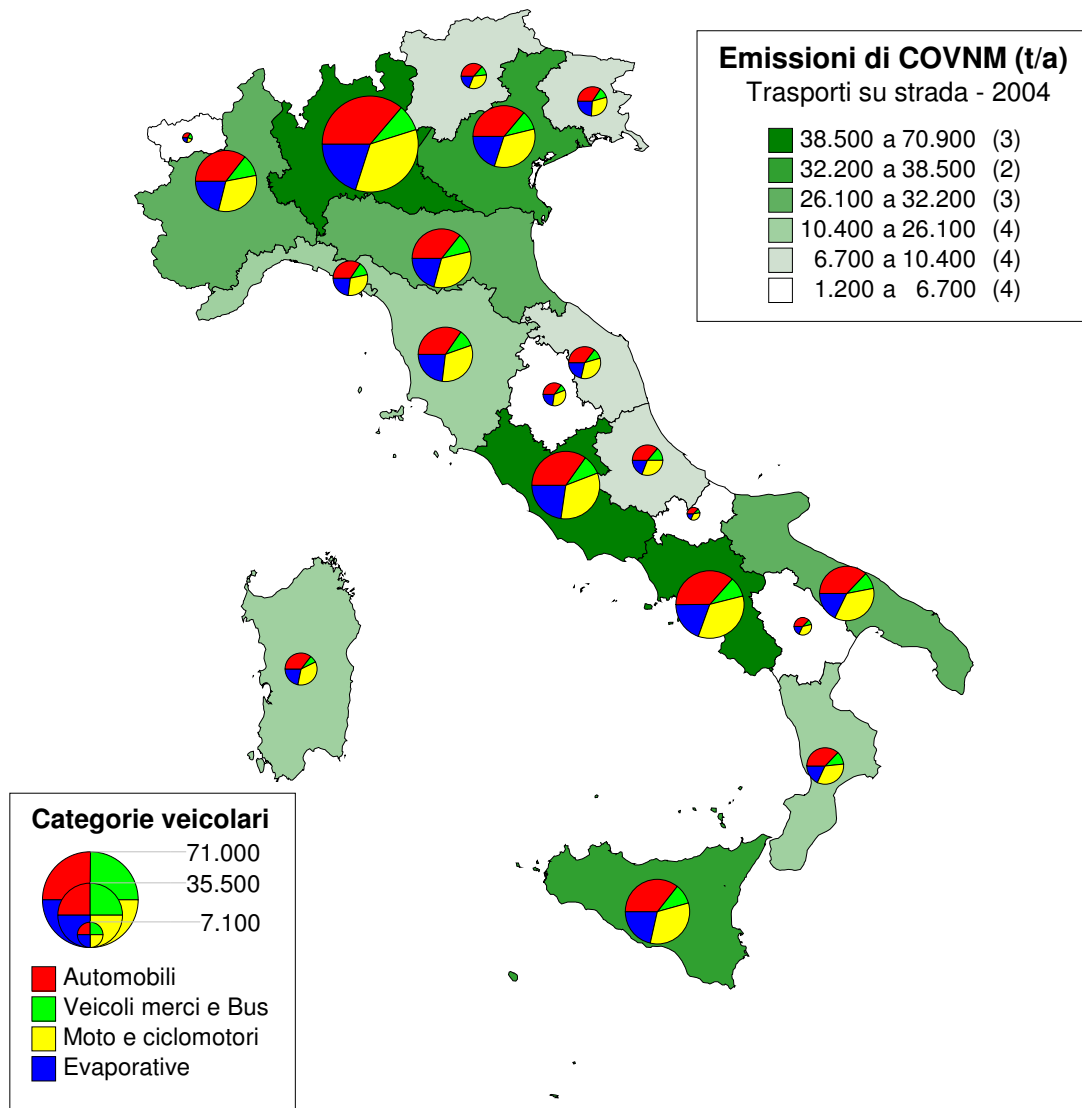 Emissioni di COVNM (t/a)
Trasporti su strada - 2004
38.500 a 70.900 (3)
32.200 a 38.500 (2)
26.100 a 32.200 (3)
10.400 a 26.100 (4)
6.700 a 10.400 (4)
1.200 a 6.700 (4)
Categorie veicolari
71.000
35.500
7.100
Automobili
Veicoli merci e Bus
Moto e ciclomotori
Evaporative